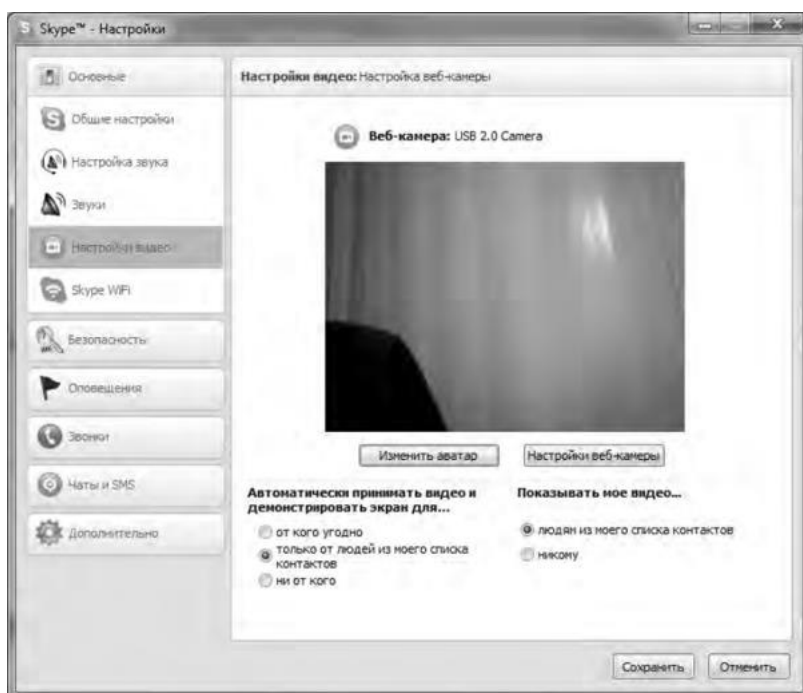 Skype™ - Настройки
Основные
Общие настройки
Настройка звука
Звуки
Настройки видео
Skype WiFi
Безопасность
Оповещения
Звонки
Чаты и SMS
Дополнительно
Настройки видео: Настройка веб-камеры
Веб-камера: USB 2.0 Camera
Изменить аватар
Настройки веб-камеры
Автоматически принимать видео и
демонстрировать экран для...
от кого угодно
только от людей из моего списка
контактов
ни от кого
Показывать мое видео...
людям из моего списка контактов
никому
Сохранить
Отменить